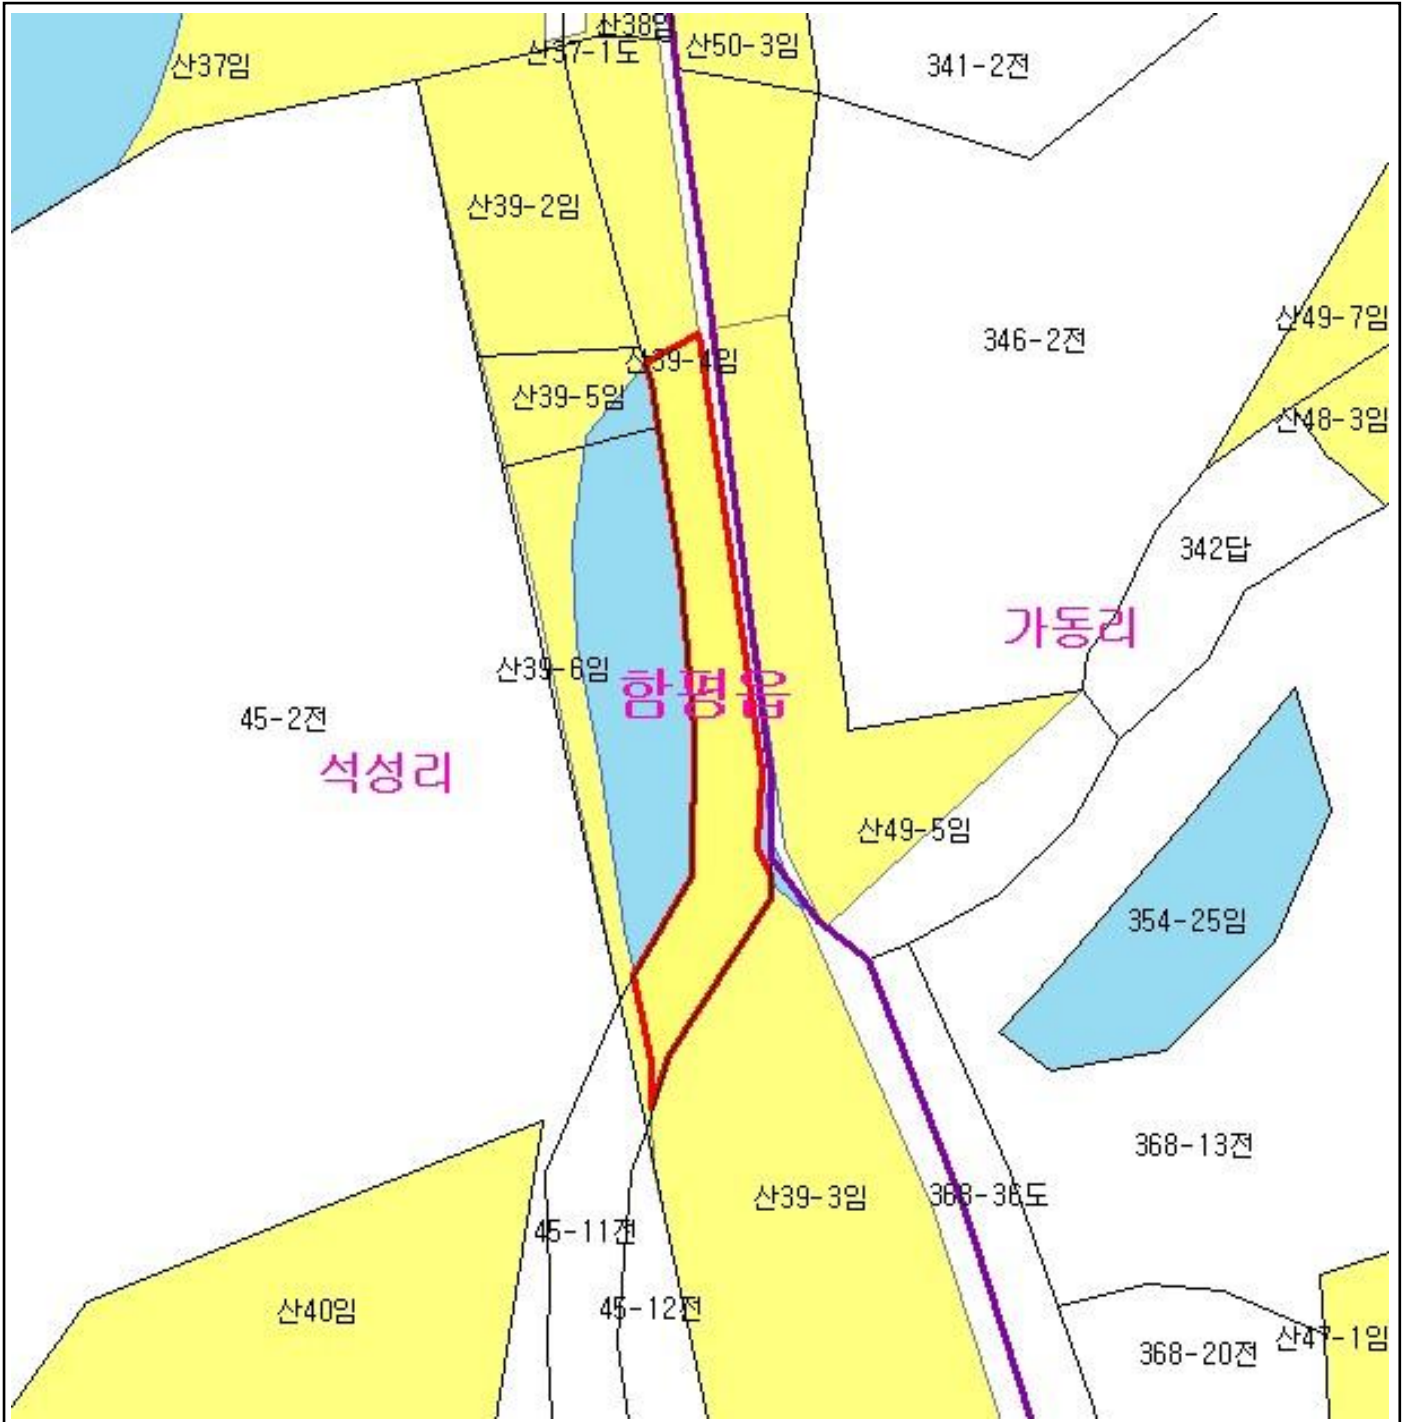 산38임
산50-3임
산37-1도
산37임
341-2전
산39-2임
산49-7임
346-2전
산39-4임
산39-5임
산48-3임
342답
가동리
산39-6임
함평읍
45-2전
석성리
산49-5임
354-25임
368-13전
산39-3임
368-36도
45-11전
산40임
45-12전
산47-1임
368-20전